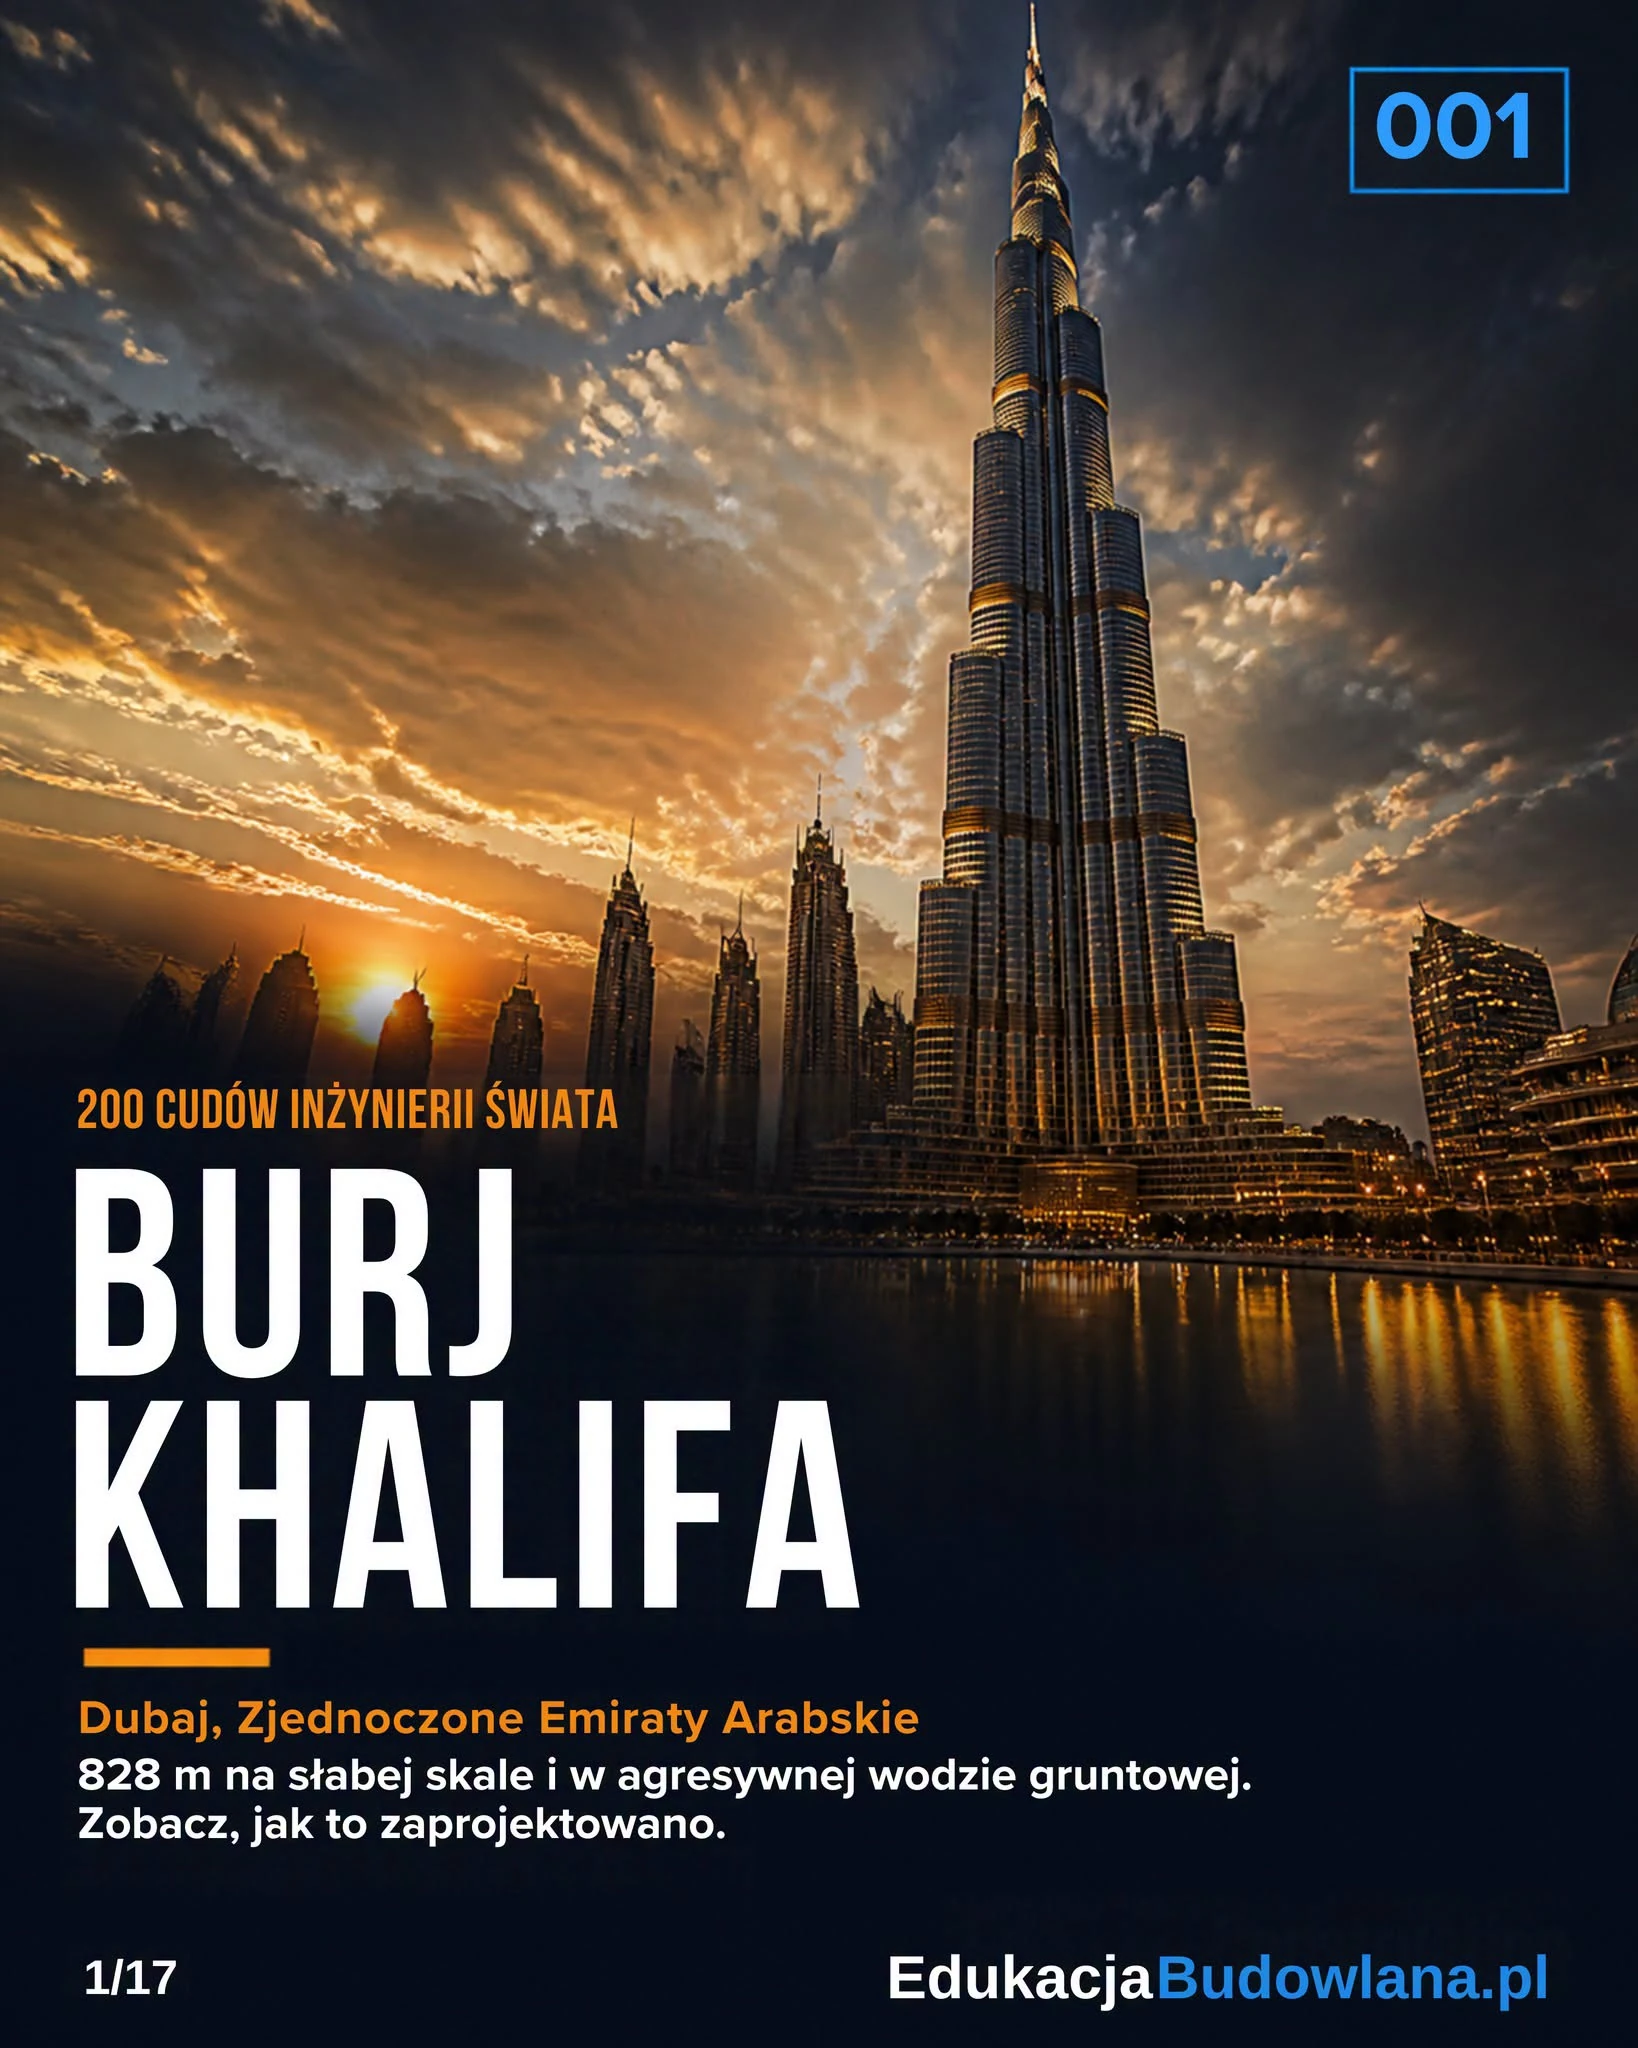 001
200 CUDÓW INŻYNIERII ŚWIATA
BURJ
KHALIFA
Dubaj, Zjednoczone Emiraty Arabskie
828 m na słabej skale i w agresywnej wodzie gruntowej.
Zobacz, jak to zaprojektowano.
1/17
EdukacjaBudowlana.pl